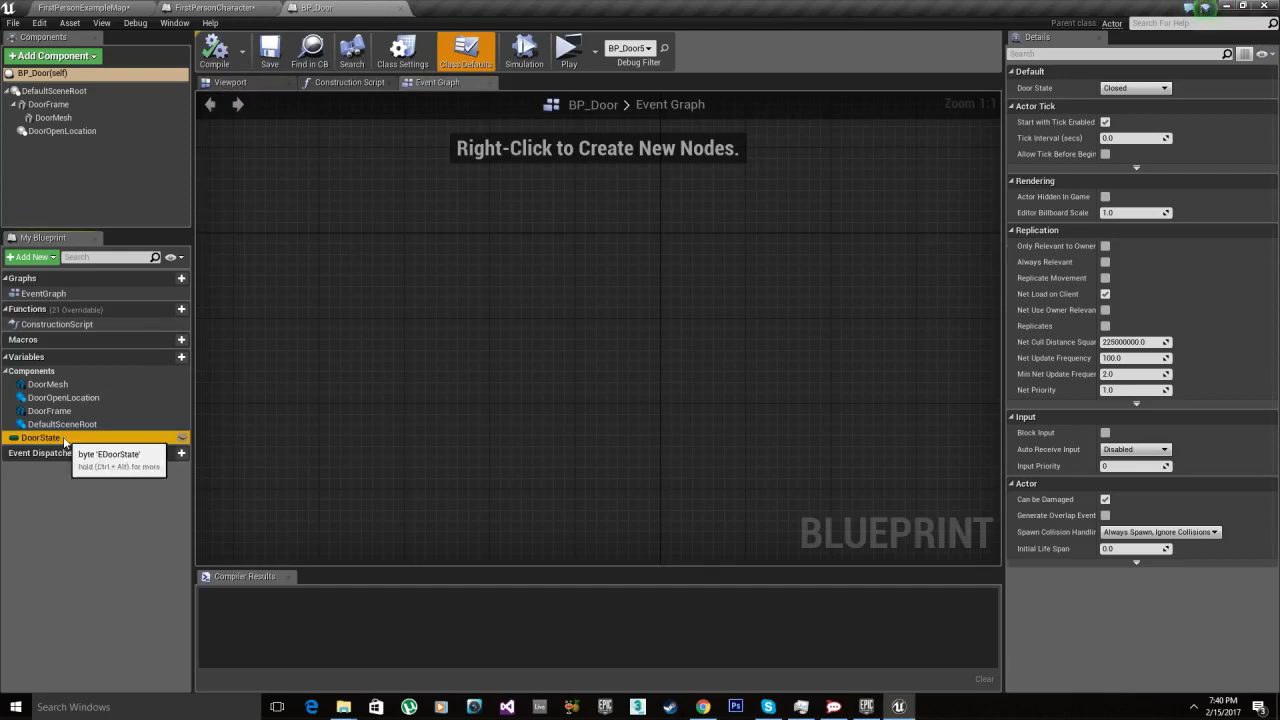 FirstPersonExampleMap*
FirstPersonCharacter*
BP_Door
File Edit Asset View Debug Window Help
Parent class: Actor
Search For Help
Components
Details
+Add Component
BP_Door(self)
DefaultSceneRoot
DoorFrame
DoorMesh
DoorOpenLocation
Compile
Save
Find in CB
Search
Class Settings
Class Defaults
Simulation
Play
BP_Door5
Debug Filter
Viewport
Construction Script
Event Graph
BP_Door > Event Graph
Zoom 1:1
Right-Click to Create New Nodes.
BLUEPRINT
My Blueprint
+Add New
Search
Graphs
EventGraph
Functions (21 Overridable)
ConstructionScript
Macros
Variables
Components
DoorMesh
DoorOpenLocation
DoorFrame
DefaultSceneRoot
DoorState
Event Dispatche
byte 'EDoorState'
hold (Ctrl + Alt) for more
Compiler Results
Clear
Search
Default
Door State Closed
Actor Tick
Start with Tick Enabled
Tick Interval (secs) 0.0
Allow Tick Before Begin
Rendering
Actor Hidden In Game
Editor Billboard Scale 1.0
Replication
Only Relevant to Owner
Always Relevant
Replicate Movement
Net Load on Client
Net Use Owner Relevan
Replicates
Net Cull Distance Squar 225000000.0
Net Update Frequency 100.0
Min Net Update Frequer 2.0
Net Priority 1.0
Input
Block Input
Auto Receive Input Disabled
Input Priority 0
Actor
Can be Damaged
Generate Overlap Event
Spawn Collision Handlir Always Spawn, Ignore Collisions
Initial Life Span 0.0
Search Windows
7:40 PM
2/15/2017